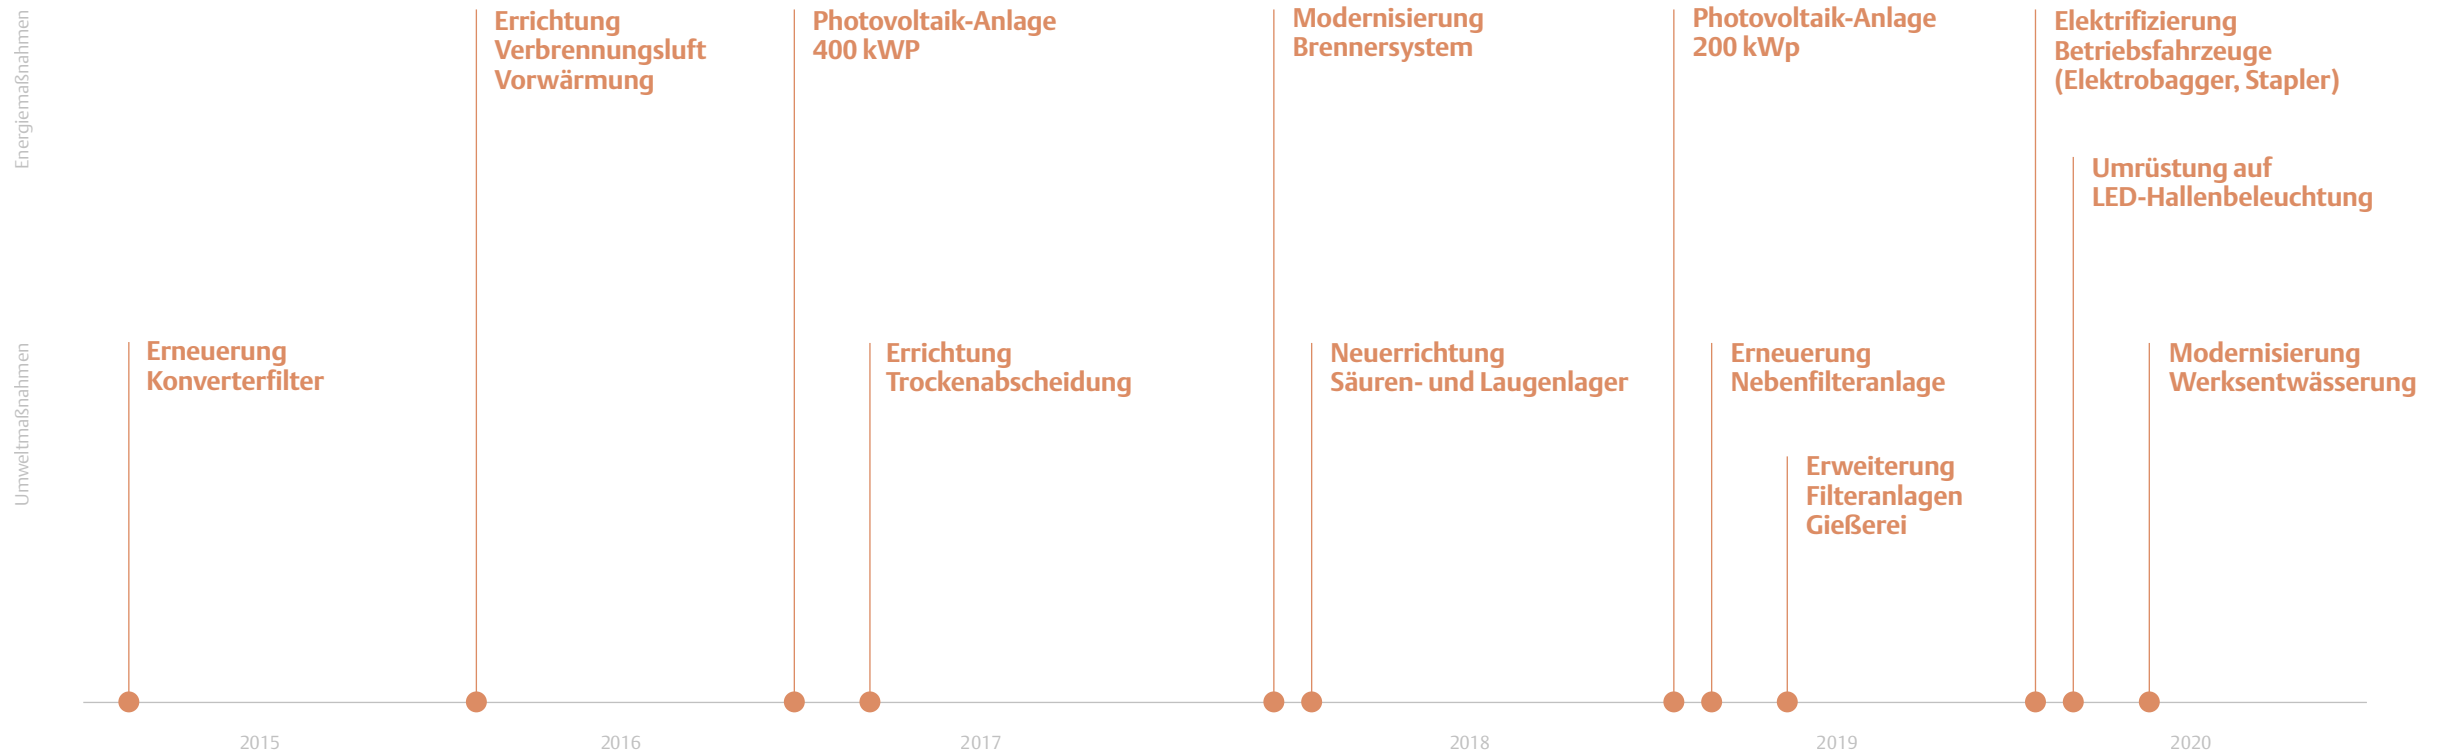 Energiemaßnahmen
Errichtung
Verbrennungsluft
Vorwärmung
Photovoltaik-Anlage
400 kWP
Modernisierung
Brennersystem
Photovoltaik-Anlage
200 kWp
Elektrifizierung
Betriebsfahrzeuge
(Elektrobagger, Stapler)
Umrüstung auf
LED-Hallenbeleuchtung
Umweltmaßnahmen
Erneuerung
Konverterfilter
Errichtung
Trockenabscheidung
Neuerrichtung
Säuren- und Laugenlager
Erneuerung
Nebenfilteranlage
Erweiterung
Filteranlagen
Gießerei
Modernisierung
Werksentwässerung
2015
2016
2017
2018
2019
2020